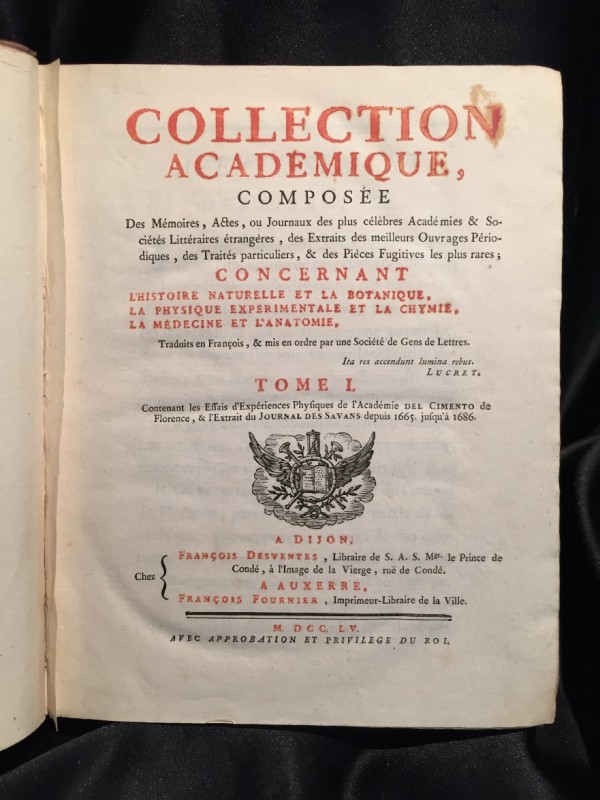 COLLECTION
ACADÉMIQUE,
COMPOSÉE
Des Mémoires, Actes, ou Journaux des plus célèbres Académies & So-
ciétés Littéraires étrangéres, des Extraits des meilleurs Ouvrages Pério-
diques, des Traités particuliers, & des Piéces Fugitives les plus rares;
CONCERNANT
L'HISTOIRE NATURELLE ET LA BOTANIQUE,
LA PHYSIQUE EXPERIMENTALE ET LA CHYMIE,
LA MÉDECINE ET L'ANATOMIE,
Traduits en François, & mis en ordre par une Société de Gens de Lettres.
Ita res accendunt lumina rebus.
LUCRET.
TOME I.
Contenant les Essais d'Expériences Physiques de l'Académie DEL CIMENTO de
Florence, & l'Extrait du JOURNAL DES SAVANS depuis 1665. jusqu'à 1686.
A DIJON,
Chez
FRANÇOIS DESVENTES, Libraire de S. A. S. Mgr. le Prince de
Condé, à l'Image de la Vierge, ruë de Condé.
A AUXERRE,
FRANÇOIS FOURNIER, Imprimeur-Libraire de la Ville.
M. DCC. LV.
AVEC APPROBATION ET PRIVILEGE DU ROI.